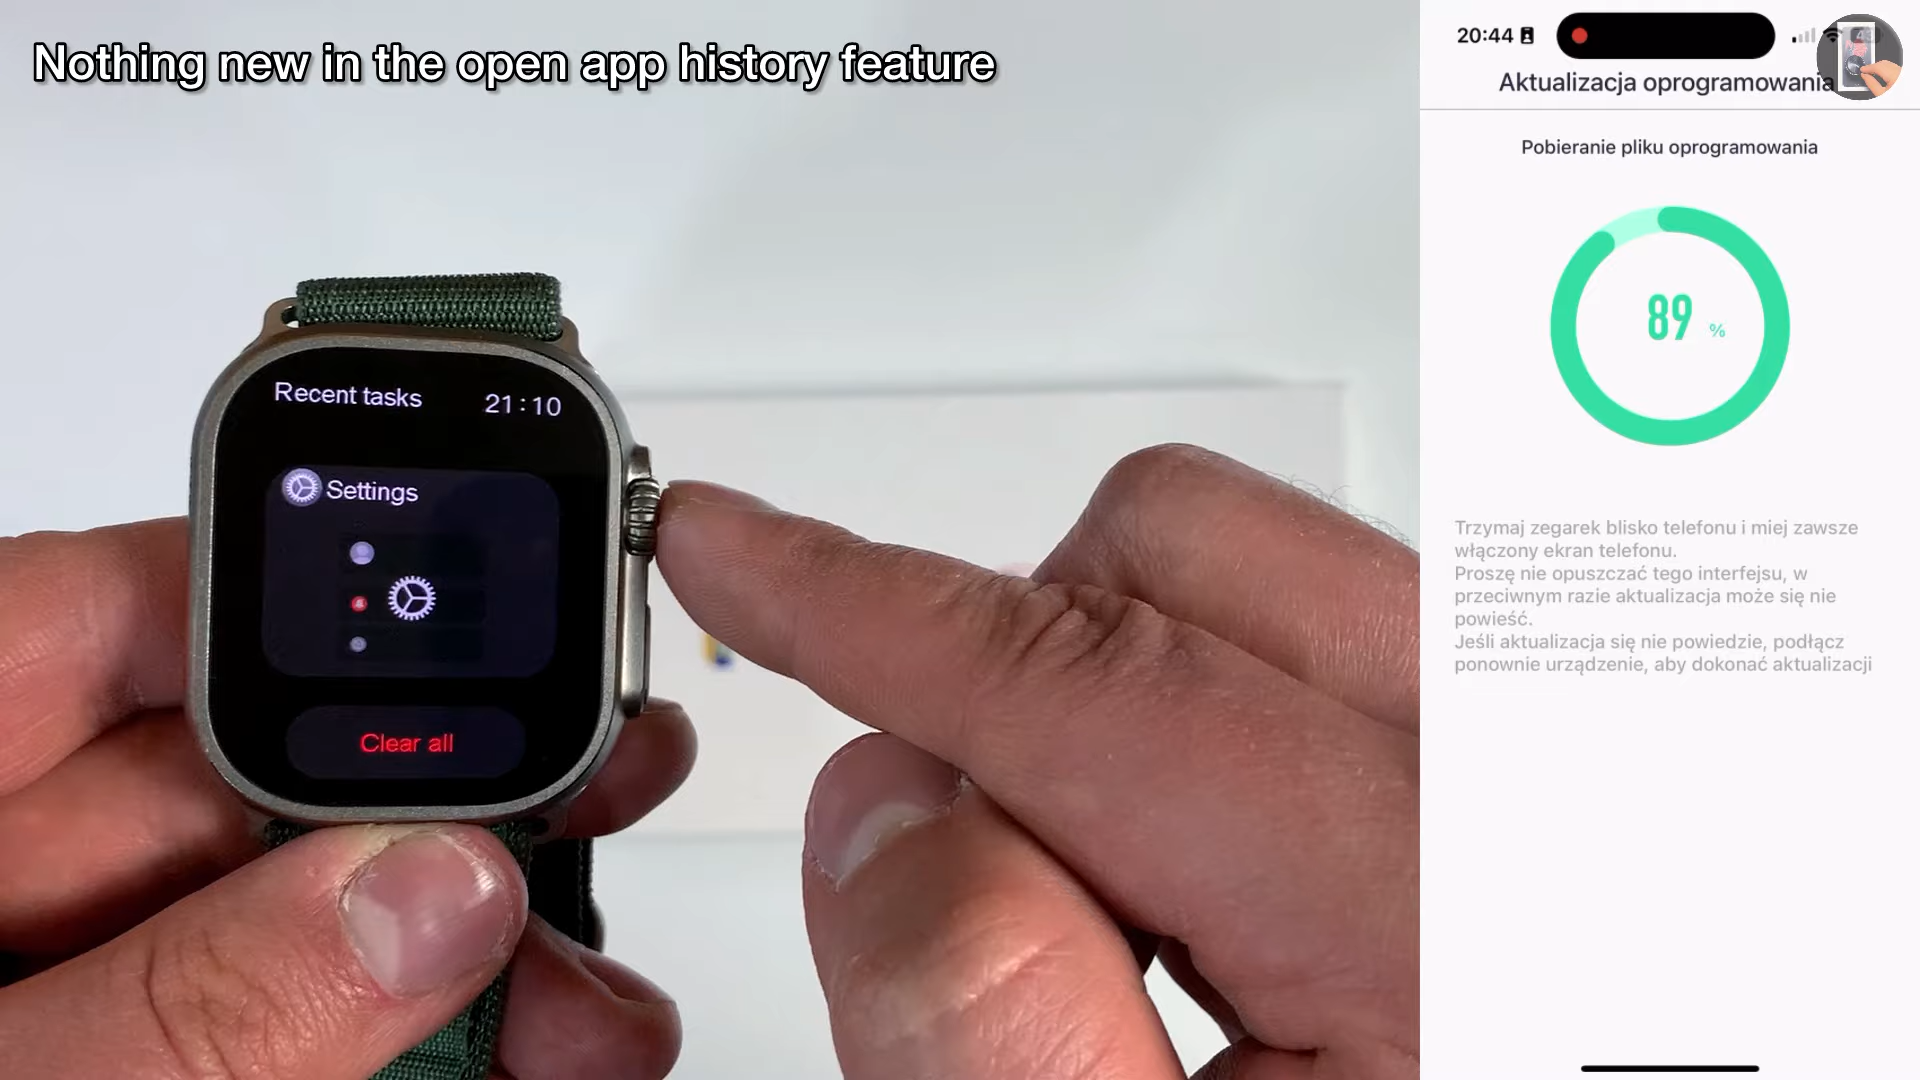 Nothing new in the open app history feature
Recent tasks
21:10
Settings
Clear all
20:44
Aktualizacja oprogramowania
Pobieranie pliku oprogramowania
89 %
Trzymaj zegarek blisko telefonu i miej zawsze
włączony ekran telefonu.
Proszę nie opuszczać tego interfejsu, w
przeciwnym razie aktualizacja może się nie
powieść.
Jeśli aktualizacja się nie powiedzie, podłącz
ponownie urządzenie, aby dokonać aktualizacji